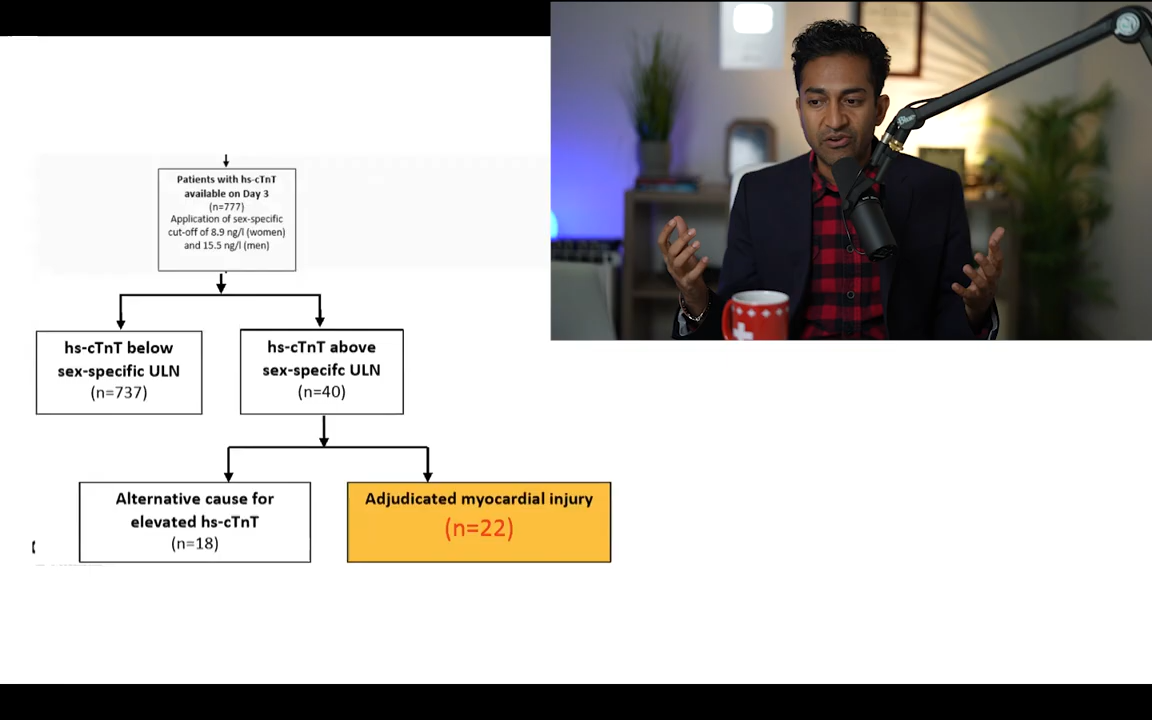 Patients with hs-cTnT
available on Day 3
(n=777)
Application of sex-specific
cut-off of 8.9 ng/l (women)
and 15.5 ng/l (men)
hs-cTnT below
sex-specific ULN
(n=737)
hs-cTnT above
sex-specifc ULN
(n=40)
Alternative cause for
elevated hs-cTnT
(n=18)
Adjudicated myocardial injury
(n=22)
Blue